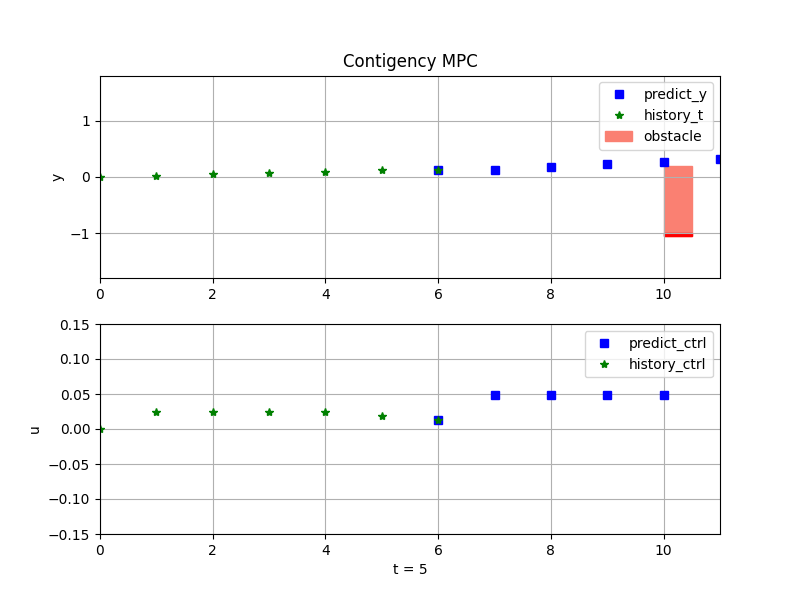 Contigency MPC
predict_y
history_t
obstacle
1
0
−1
y
0 2 4 6 8 10
predict_ctrl
history_ctrl
0.15
0.10
0.05
0.00
−0.05
−0.10
−0.15
u
0 2 4 6 8 10
t = 5